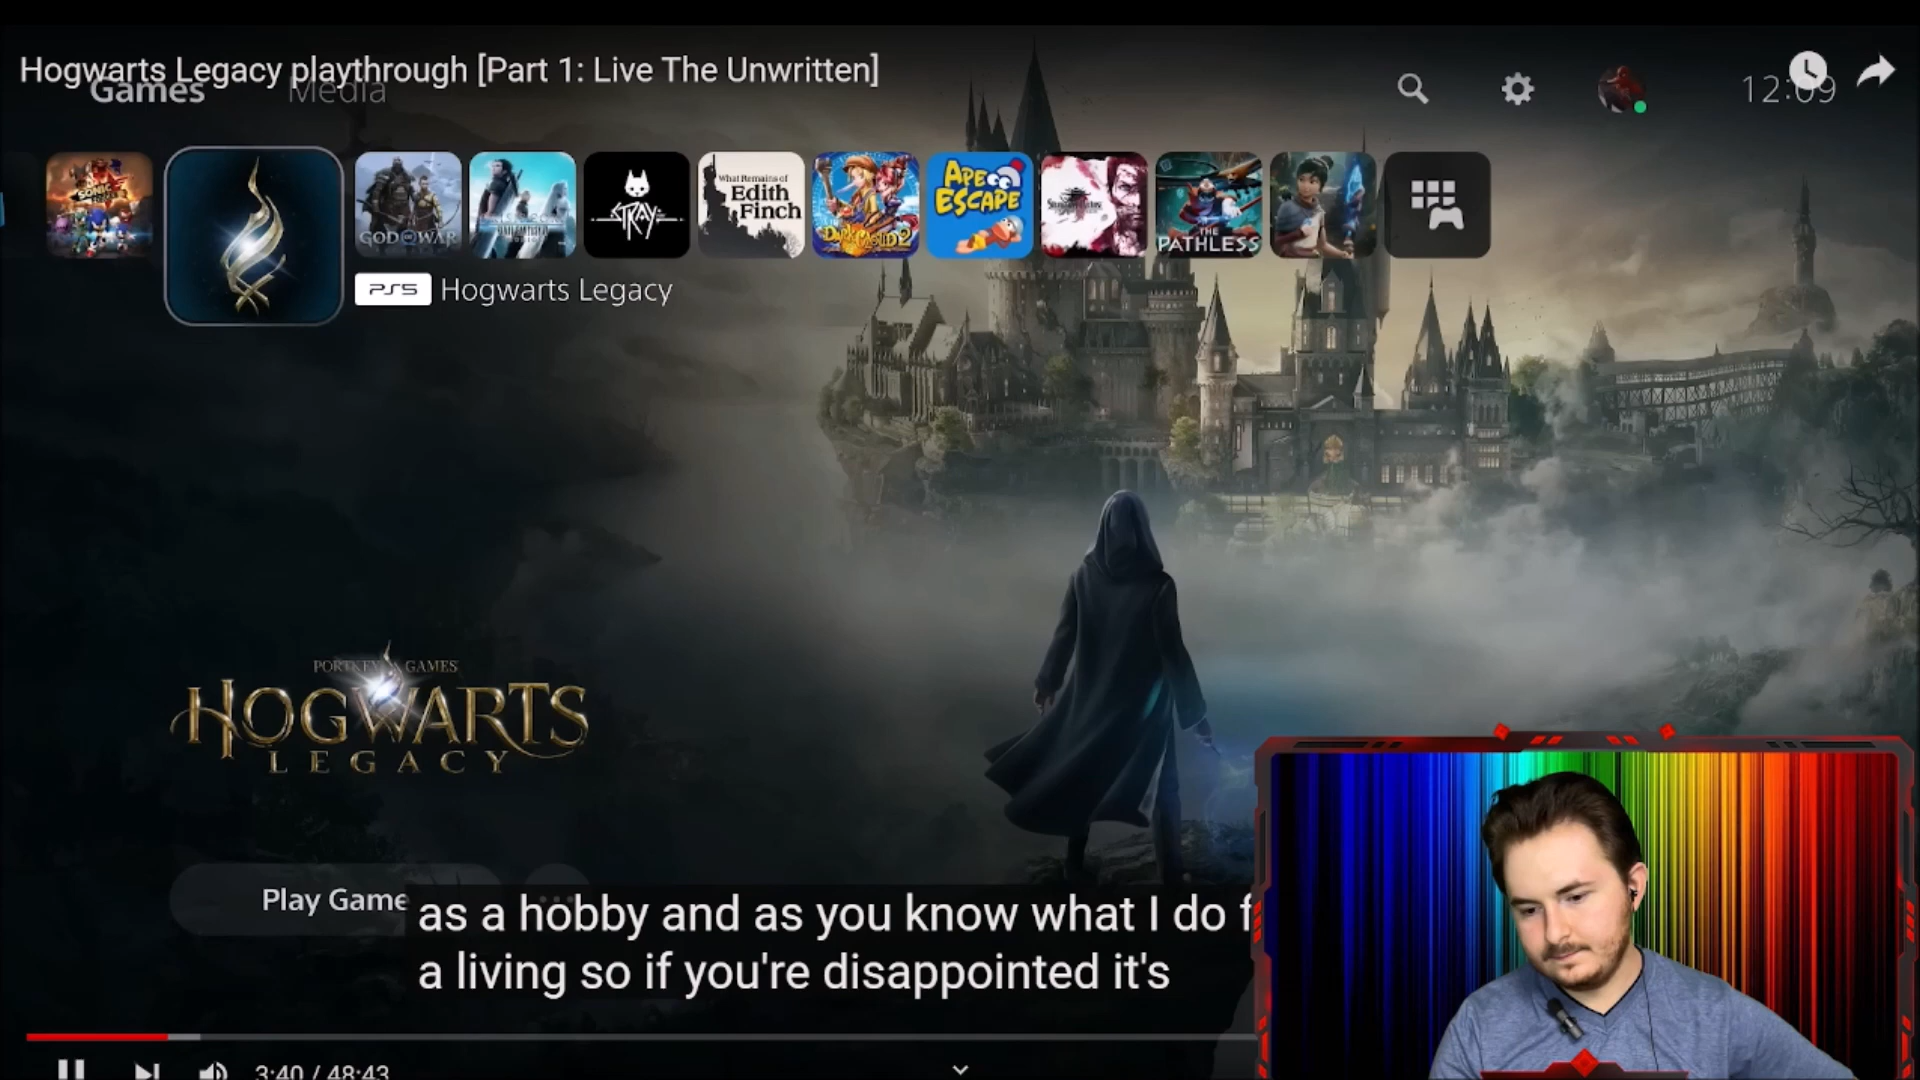 Hogwarts Legacy playthrough [Part 1: Live The Unwritten]
Games Media
12:09
SONIC
GOD OF WAR
STRAY
What Remains of
Edith
Finch
DARK CLOUD 2
APE
ESCAPE
THE
PATHLESS
PS5 Hogwarts Legacy
PORTKEY GAMES
HOGWARTS
LEGACY
Play Game
as a hobby and as you know what I do f
a living so if you're disappointed it's
3:40 / 48:43